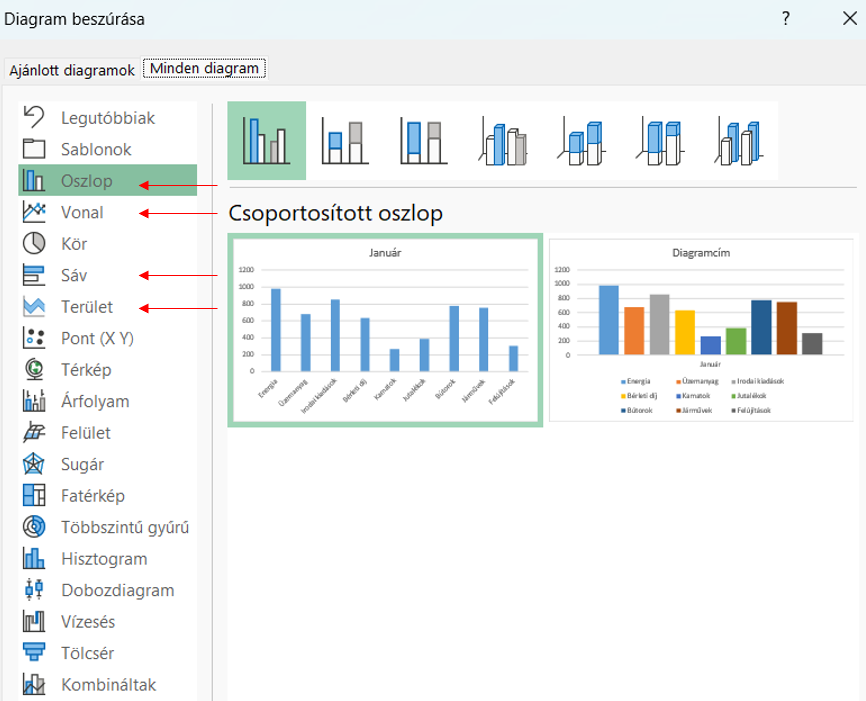 Diagram beszúrása
?
Ajánlott diagramok
Minden diagram
Legutóbbiak
Sablonok
Oszlop
Vonal
Kör
Sáv
Terület
Pont (X Y)
Térkép
Árfolyam
Felület
Sugár
Fatérkép
Többszintű gyűrű
Hisztogram
Dobozdiagram
Vízesés
Tölcsér
Kombináltak
Csoportosított oszlop
Január
1200
1000
800
600
400
200
0
Energia
Üzemanyag
Irodai kiadások
Bérleti díj
Kamatok
Jutalékok
Bútorok
Járművek
Felújítások
Diagramcím
1200
1000
800
600
400
200
0
Január
Energia Üzemanyag Irodai kiadások
Bérleti díj Kamatok Jutalékok
Bútorok Járművek Felújítások